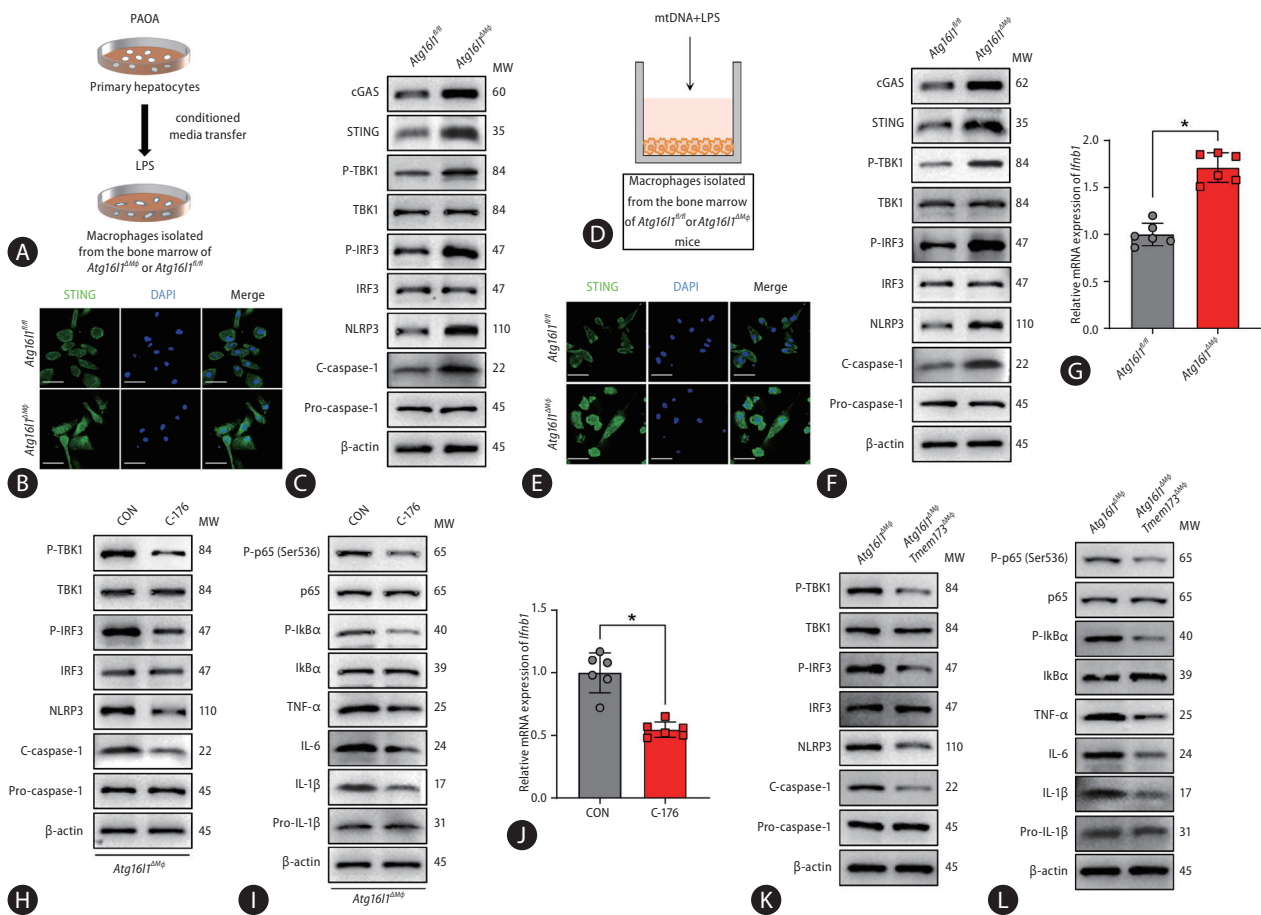 PAOA
Primary hepatocytes
conditioned
media transfer
LPS
Macrophages isolated
from the bone marrow of
Atg16l1ΔMϕ or Atg16l1fl/fl
A
STING DAPI Merge
Atg16l1fl/fl
Atg16l1ΔMϕ
B
Atg16l1fl/fl Atg16l1ΔMϕ MW
cGAS 60
STING 35
P-TBK1 84
TBK1 84
P-IRF3 47
IRF3 47
NLRP3 110
C-caspase-1 22
Pro-caspase-1 45
β-actin 45
C
mtDNA+LPS
Macrophages isolated
from the bone marrow
of Atg16l1fl/fl or Atg16l1ΔMϕ
mice
D
STING DAPI Merge
Atg16l1fl/fl
Atg16l1ΔMϕ
E
Atg16l1fl/fl Atg16l1ΔMϕ MW
cGAS 62
STING 35
P-TBK1 84
TBK1 84
P-IRF3 47
IRF3 47
NLRP3 110
C-caspase-1 22
Pro-caspase-1 45
β-actin 45
F
Relative mRNA expression of Ifnb1
2.0
1.5
1.0
0.5
0.0
*
Atg16l1fl/fl Atg16l1ΔMϕ
G
CON C-176 MW
P-TBK1 84
TBK1 84
P-IRF3 47
IRF3 47
NLRP3 110
C-caspase-1 22
Pro-caspase-1 45
β-actin 45
Atg16l1ΔMϕ
H
CON C-176 MW
P-p65 (Ser536) 65
p65 65
P-IkBα 40
IkBα 39
TNF-α 25
IL-6 24
IL-1β 17
Pro-IL-1β 31
β-actin 45
Atg16l1ΔMϕ
I
Relative mRNA expression of Ifnb1
1.5
1.0
0.5
0.0
*
CON C-176
J
Atg16l1ΔMϕ Atg16l1ΔMϕ
Tmem173ΔMϕ MW
P-TBK1 84
TBK1 84
P-IRF3 47
IRF3 47
NLRP3 110
C-caspase-1 22
Pro-caspase-1 45
β-actin 45
K
Atg16l1ΔMϕ Atg16l1ΔMϕ
Tmem173ΔMϕ MW
P-p65 (Ser536) 65
p65 65
P-IkBα 40
IkBα 39
TNF-α 25
IL-6 24
IL-1β 17
Pro-IL-1β 31
β-actin 45
L